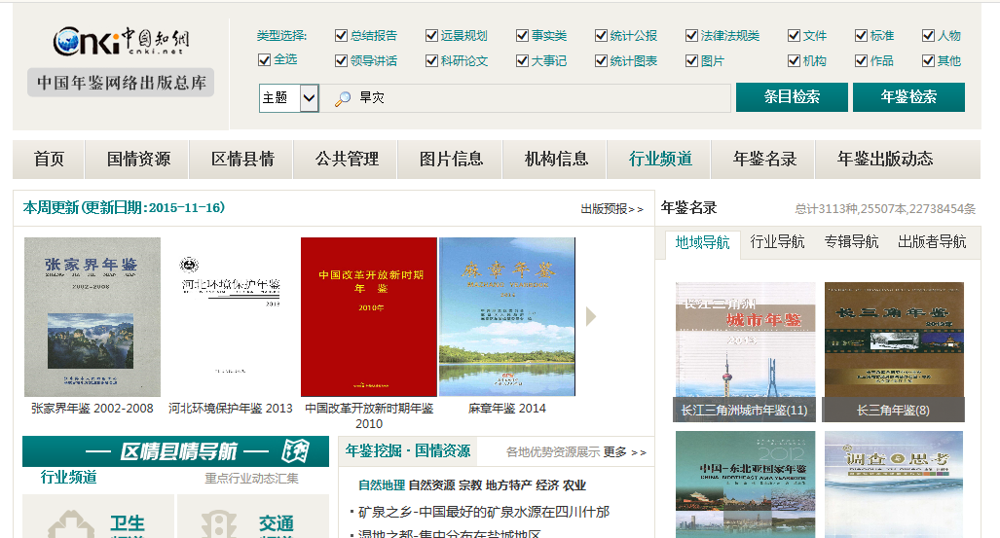 Cnki中国知网
cnki.net
中国年鉴网络出版总库
类型选择: 总结报告 远景规划 事实类 统计公报 法律法规类 文件 标准 人物
全选 领导讲话 科研论文 大事记 统计图表 图片 机构 作品 其他
主题 旱灾 条目检索 年鉴检索
首页 国情资源 区情县情 公共管理 图片信息 机构信息 行业频道 年鉴名录 年鉴出版动态
本周更新(更新日期:2015-11-16) 出版预报>>
张家界年鉴
ZHANG JIA JIE NIAN JIAN
2002-2008
河北环境保护年鉴
2013
中国改革开放新时期
年 鉴
2010年
麻章年鉴
张家界年鉴 2002-2008 河北环境保护年鉴 2013 中国改革开放新时期年鉴 麻章年鉴 2014
2010
区情县情导航
行业频道 重点行业动态汇集
卫生
频道
交通
频道
年鉴挖掘·国情资源 各地优势资源展示 更多 >>
自然地理 自然资源 宗教 地方特产 经济 农业
矿泉之乡-中国最好的矿泉水源在四川什邡
湿地之都-集中分布在盐城地区
年鉴名录 总计3113种,25507本,22738454条
地域导航 行业导航 专辑导航 出版者导航
长江三角洲
城市年鉴
2013
长三角年鉴
长江三角洲城市年鉴(11) 长三角年鉴(8)
2012
中国·东北亚国家年鉴
CHINA·NORTHEAST ASIA YEARBOOK
调查与思考